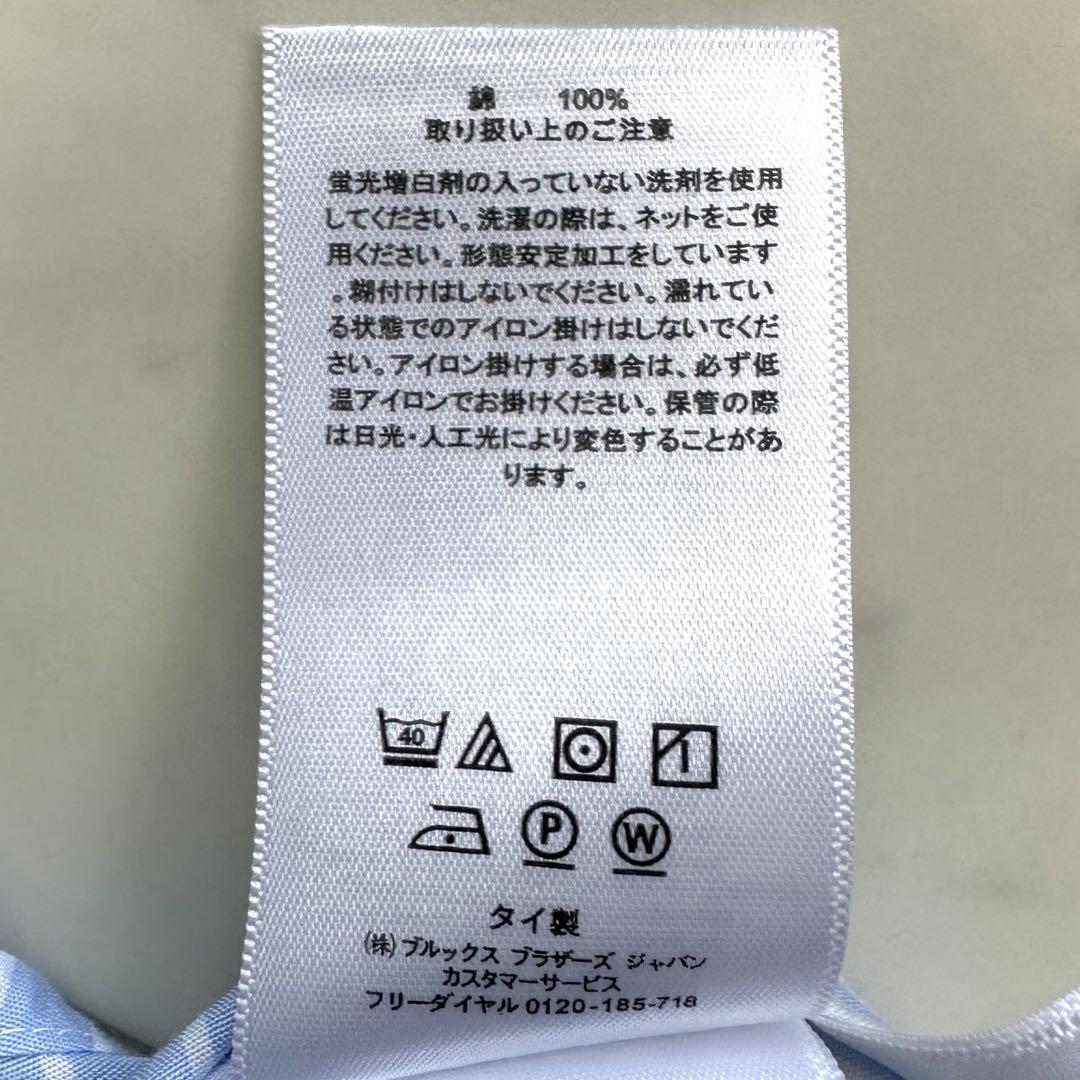 綿 100%
取り扱い上のご注意
蛍光増白剤の入っていない洗剤を使用
してください。洗濯の際は、ネットをご使
用ください。形態安定加工をしています
。糊付けはしないでください。濡れてい
る状態でのアイロン掛けはしないでくだ
さい。アイロン掛けする場合は、必ず低
温アイロンでお掛けください。保管の際
は日光・人工光により変色することがあ
ります。
40
P W
タイ製
(株)ブルックス ブラザーズ ジャパン
カスタマーサービス
フリーダイヤル 0120-185-718